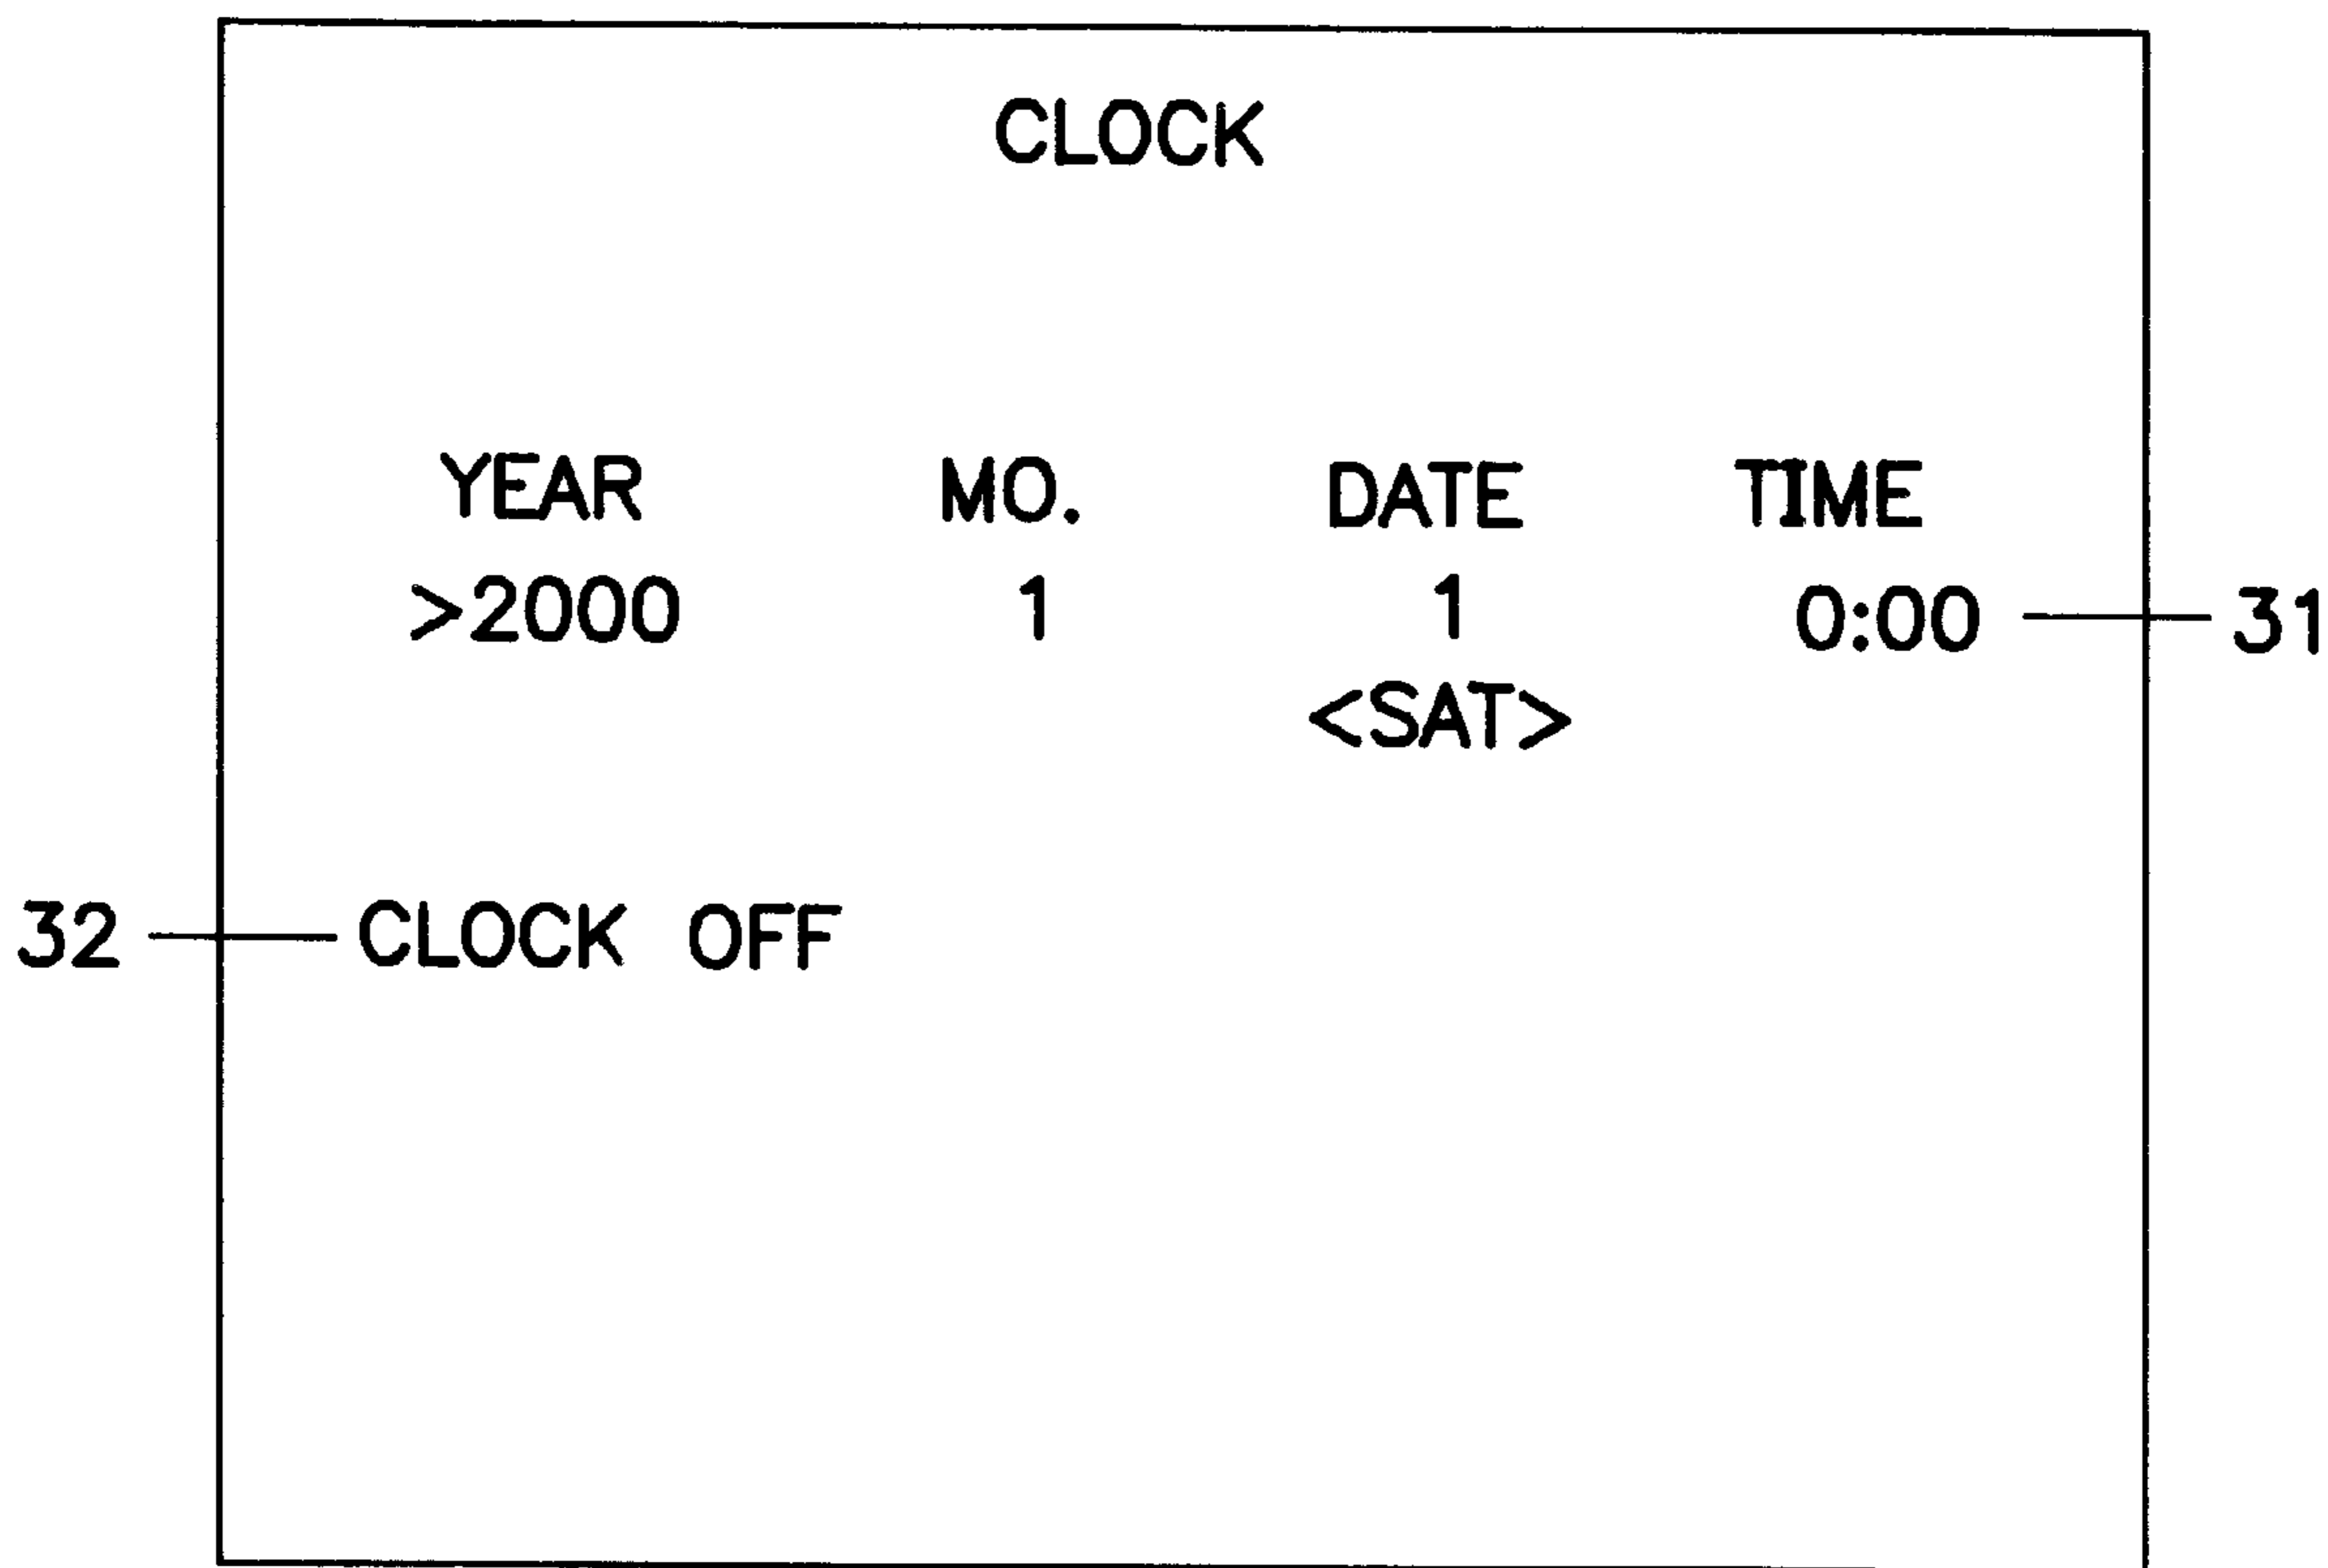 CLOCK
YEAR MO. DATE TIME
>2000 1 1 0:00 31
<SAT>
32 CLOCK OFF